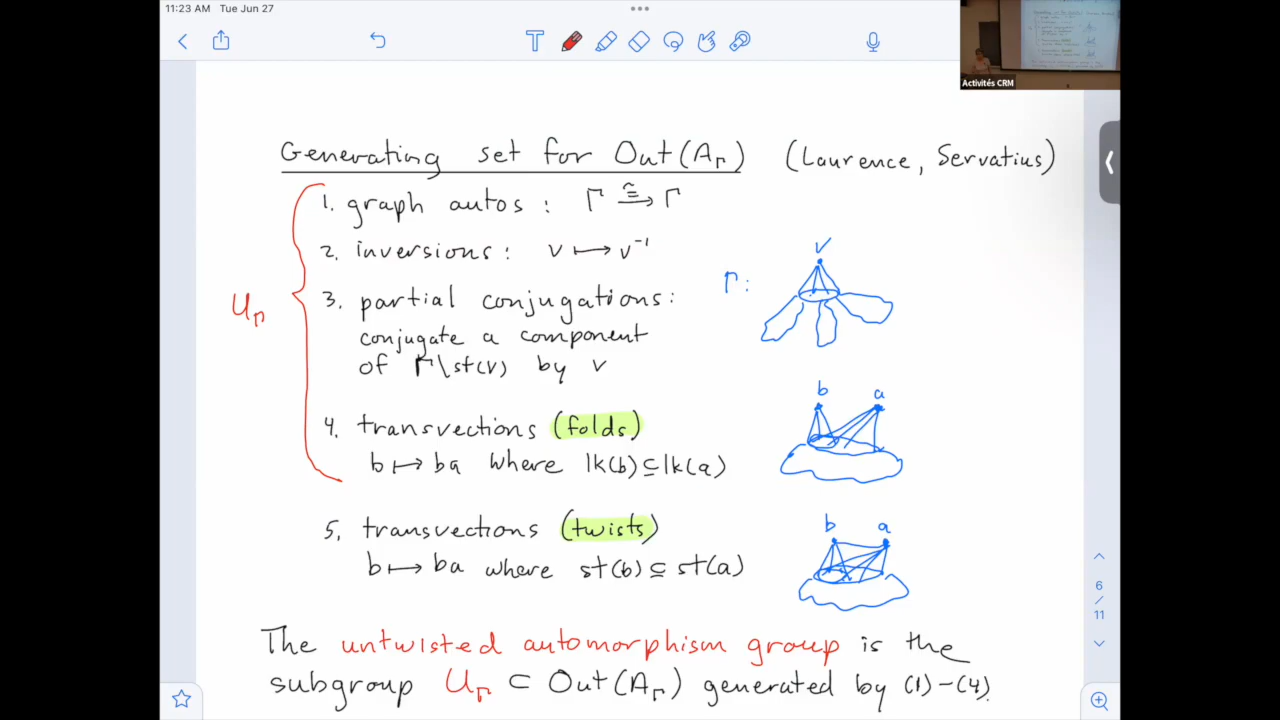 11:23 AM Tue Jun 27
Activités CRM
Generating set for Out(A_Γ) (Laurence, Servatius)
1. graph autos : Γ ≅→ Γ
2. inversions : v ↦ v⁻¹
U_Γ
3. partial conjugations:
conjugate a component
of Γ\st(v) by v
Γ:
v
4. transvections (folds)
b ↦ ba where lk(b) ⊆ lk(a)
b a
5. transvections (twists)
b ↦ ba where st(b) ⊆ st(a)
b a
The untwisted automorphism group is the
subgroup U_Γ ⊂ Out(A_Γ) generated by (1)-(4).
6
/
11